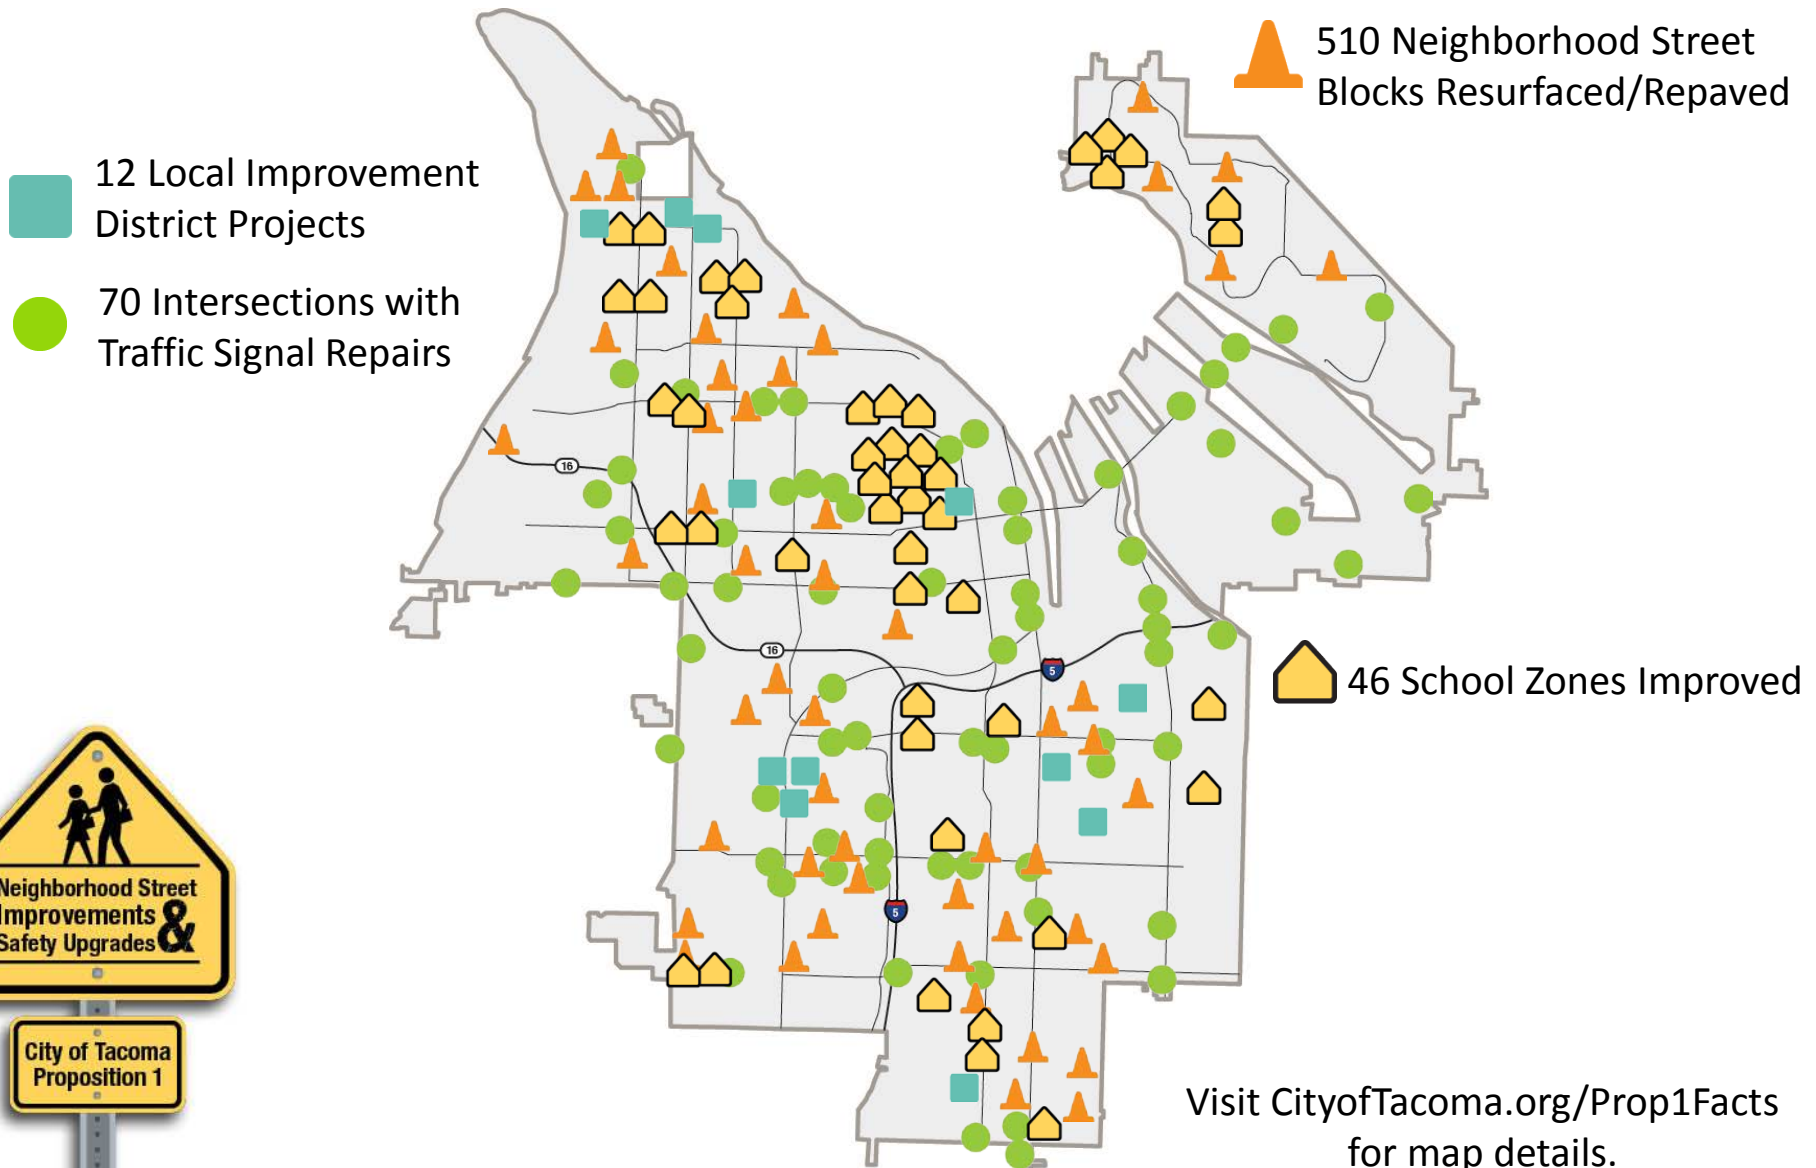 510 Neighborhood Street
Blocks Resurfaced/Repaved
12 Local Improvement
District Projects
70 Intersections with
Traffic Signal Repairs
16
16
5
46 School Zones Improved
5
Neighborhood Street
Improvements &
Safety Upgrades
City of Tacoma
Proposition 1
Visit CityofTacoma.org/Prop1Facts
for map details.